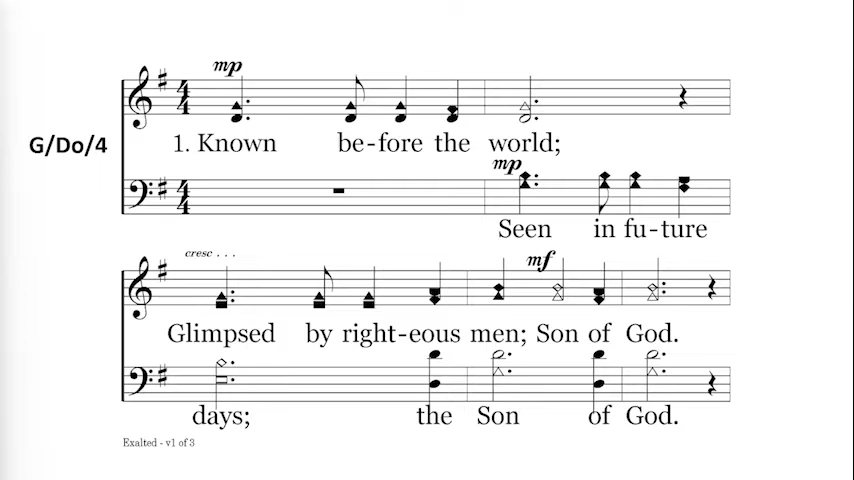 mp
G/Do/4
1. Known be-fore the world;
mp
Seen in fu-ture
cresc . . .
mf
Glimpsed by right-eous men; Son of God.
days; the Son of God.
Exalted - v1 of 3